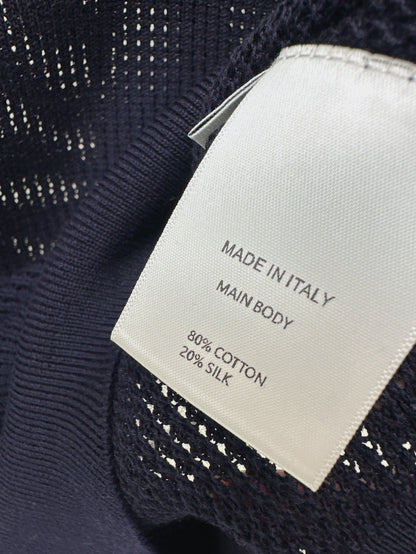 MADE IN ITALY
MAIN BODY
80% COTTON
20% SILK